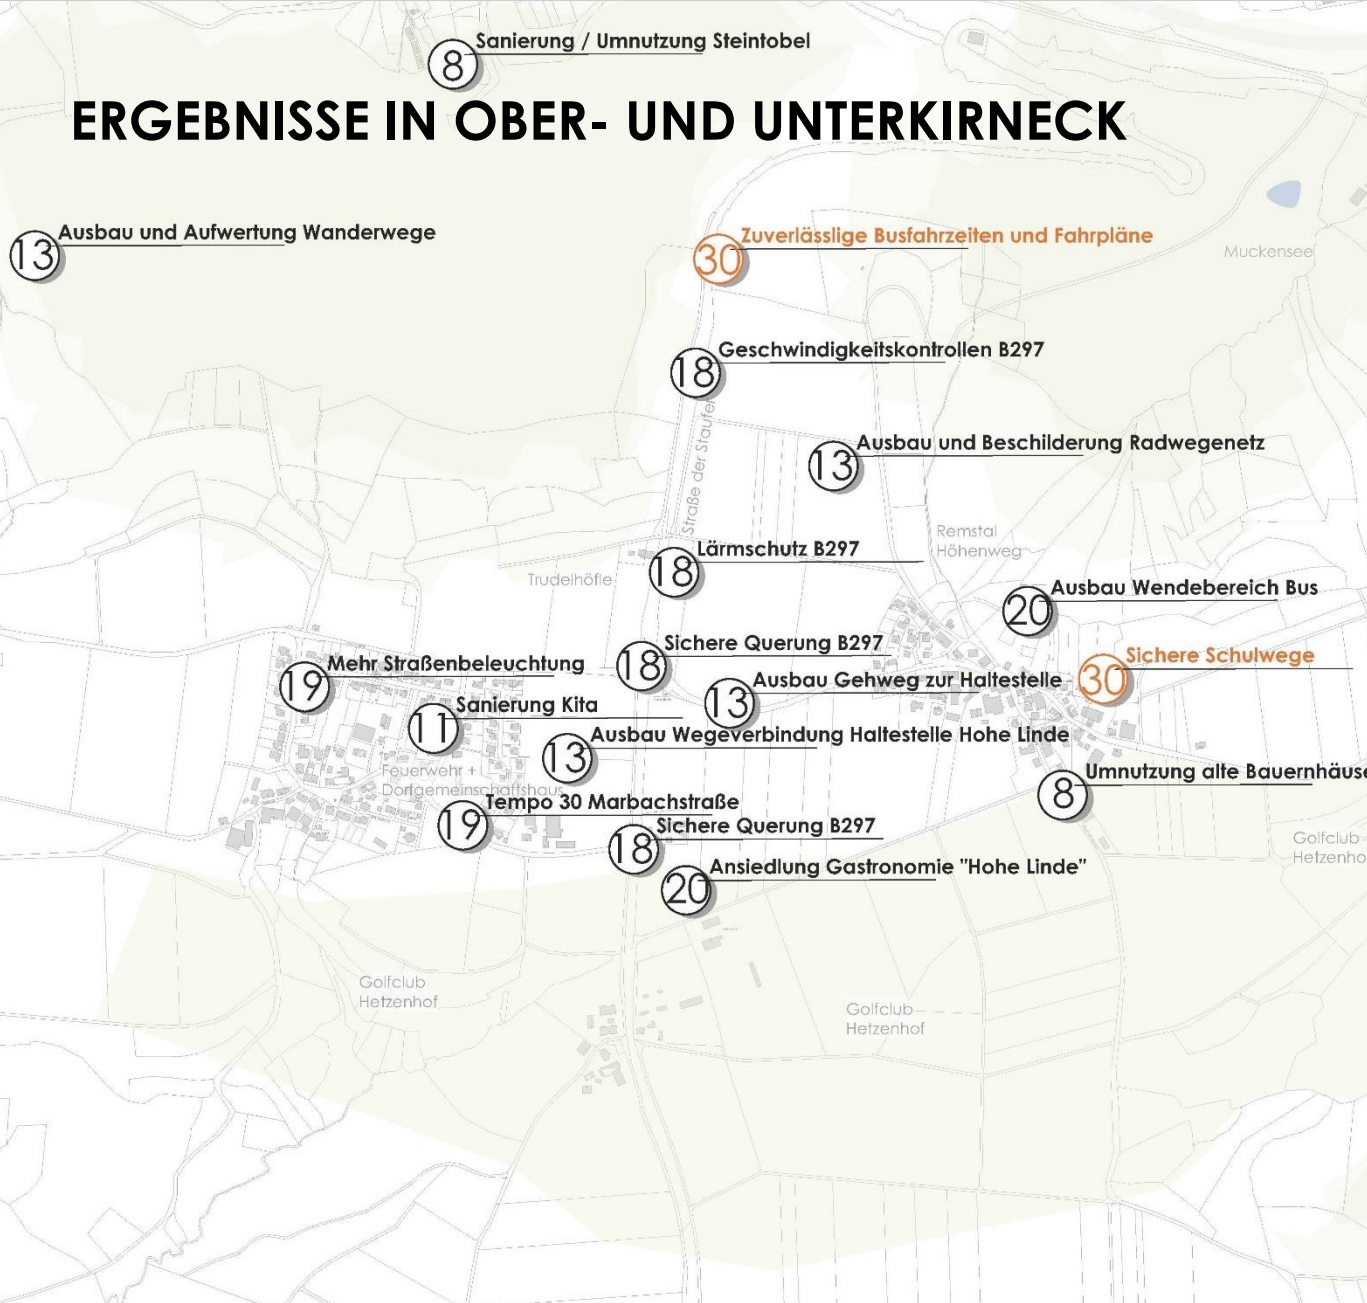 Sanierung / Umnutzung Steintobel
8
ERGEBNISSE IN OBER- UND UNTERKIRNECK
Ausbau und Aufwertung Wanderwege
13
Zuverlässlige Busfahrzeiten und Fahrpläne
30
Muckensee
Geschwindigkeitskontrollen B297
18
Straße der Staufer
Ausbau und Beschilderung Radwegenetz
13
Remstal
Höhenweg
Lärmschutz B297
18
Trudelhöfle
Ausbau Wendebereich Bus
20
Sichere Querung B297
18
Sichere Schulwege
30
Mehr Straßenbeleuchtung
19
Ausbau Gehweg zur Haltestelle
13
Sanierung Kita
11
Ausbau Wegeverbindung Haltestelle Hohe Linde
13
Feuerwehr +
Dorfgemeinschaftshaus
Umnutzung alte Bauernhäuse
8
Tempo 30 Marbachstraße
19
Sichere Querung B297
18
Golfclub
Hetzenho
Ansiedlung Gastronomie "Hohe Linde"
20
Golfclub
Hetzenhof
Golfclub
Hetzenhof